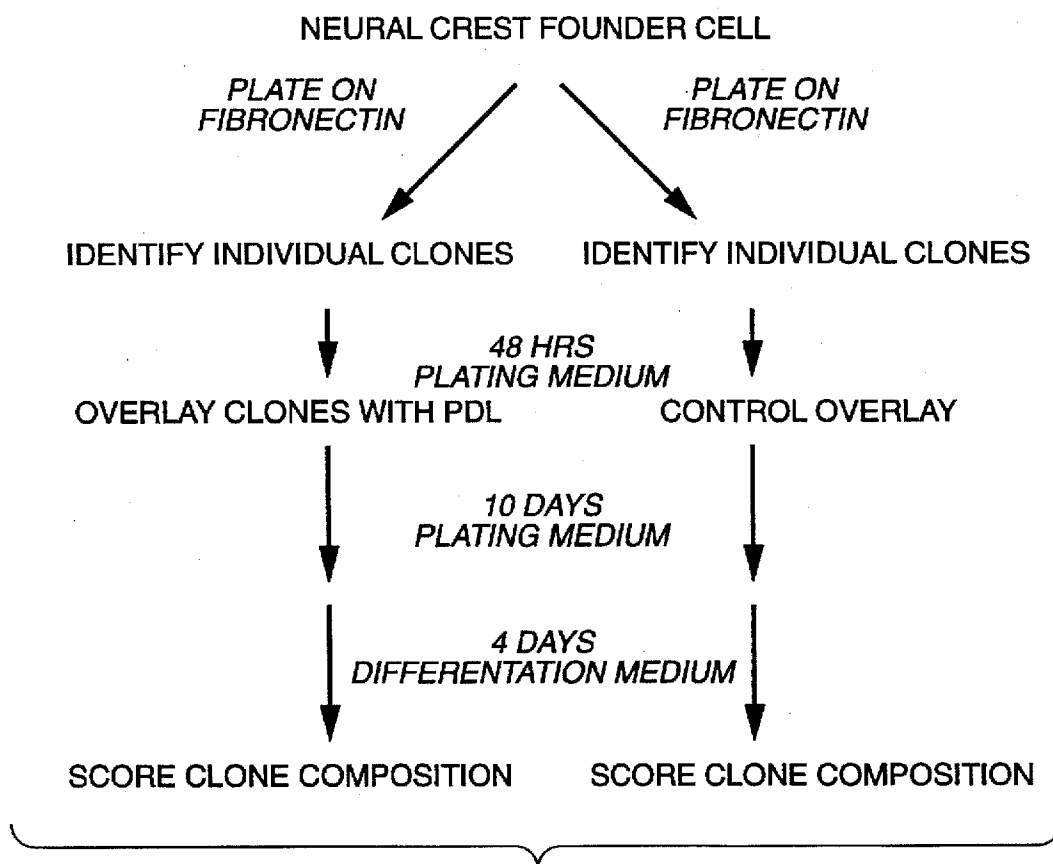 NEURAL CREST FOUNDER CELL
PLATE ON
FIBRONECTIN
PLATE ON
FIBRONECTIN
IDENTIFY INDIVIDUAL CLONES
IDENTIFY INDIVIDUAL CLONES
48 HRS
PLATING MEDIUM
OVERLAY CLONES WITH PDL
CONTROL OVERLAY
10 DAYS
PLATING MEDIUM
4 DAYS
DIFFERENTATION MEDIUM
SCORE CLONE COMPOSITION
SCORE CLONE COMPOSITION